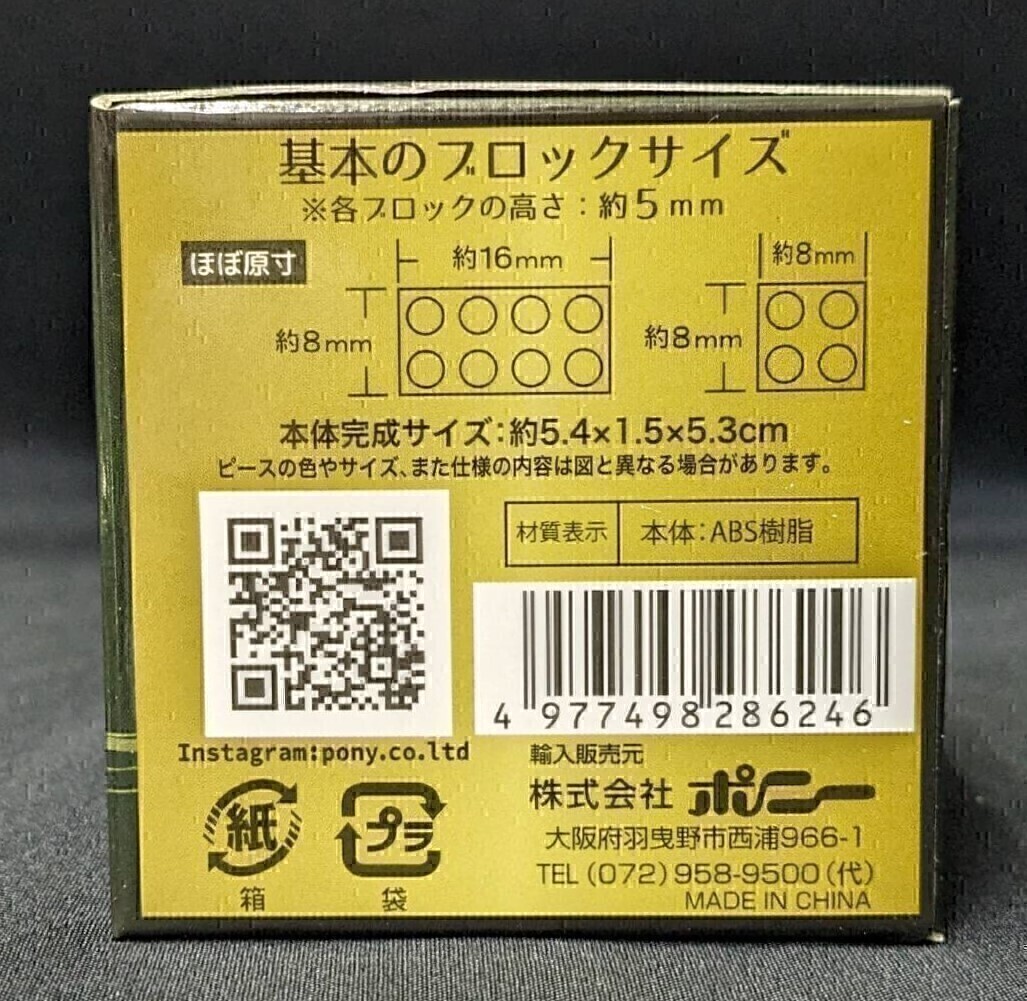 基本のブロックサイズ
※各ブロックの高さ：約5mm
ほぼ原寸
約16mm
約8mm
約8mm
約8mm
本体完成サイズ：約5.4×1.5×5.3cm
ピースの色やサイズ、また仕様の内容は図と異なる場合があります。
材質表示 本体：ABS樹脂
4 977498 286246
Instagram:pony.co.ltd
輸入販売元
株式会社 ポニー
紙 プラ
大阪府羽曳野市西浦966-1
TEL（072）958-9500（代）
箱 袋
MADE IN CHINA